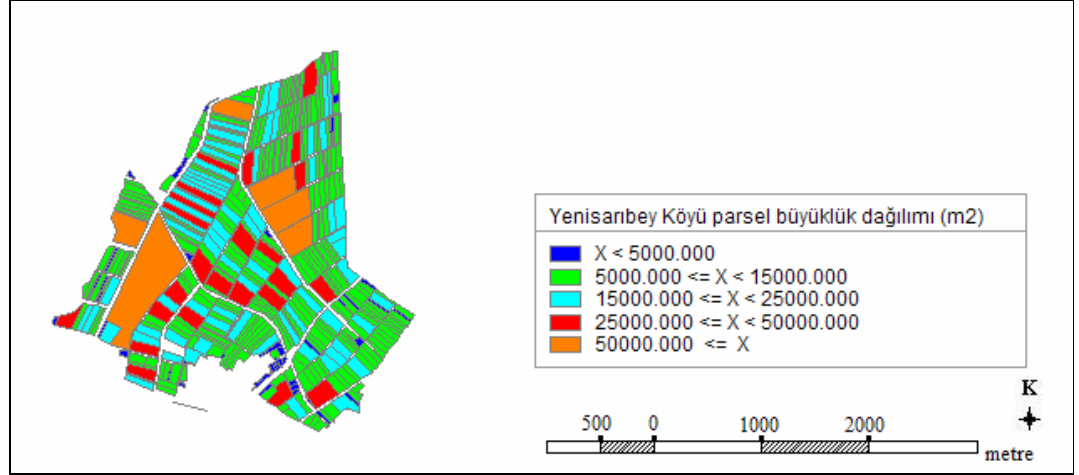 Yenisarıbey Köyü parsel büyüklük dağılımı (m2)
X < 5000.000
5000.000 <= X < 15000.000
15000.000 <= X < 25000.000
25000.000 <= X < 50000.000
50000.000 <= X
K
500 0 1000 2000
metre